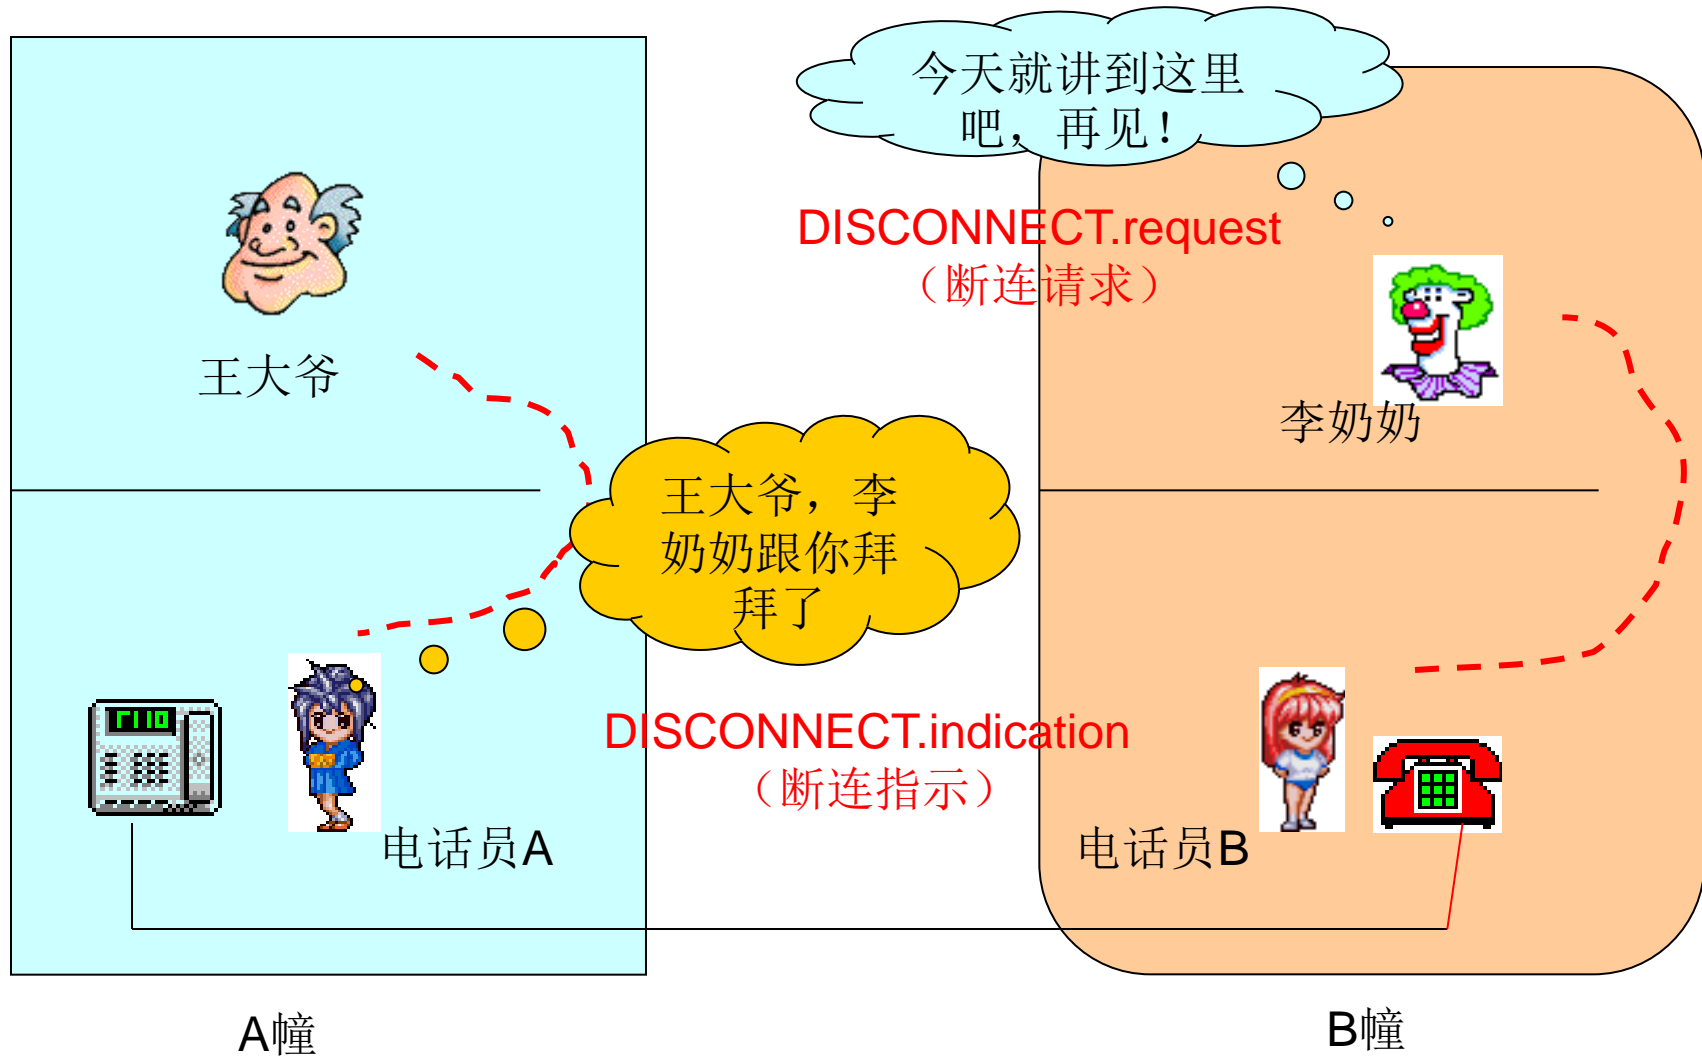 今天就讲到这里
吧，再见！
DISCONNECT.request
（断连请求）
王大爷
李奶奶
王大爷，李
奶奶跟你拜
拜了
DISCONNECT.indication
（断连指示）
电话员A
电话员B
A幢
B幢